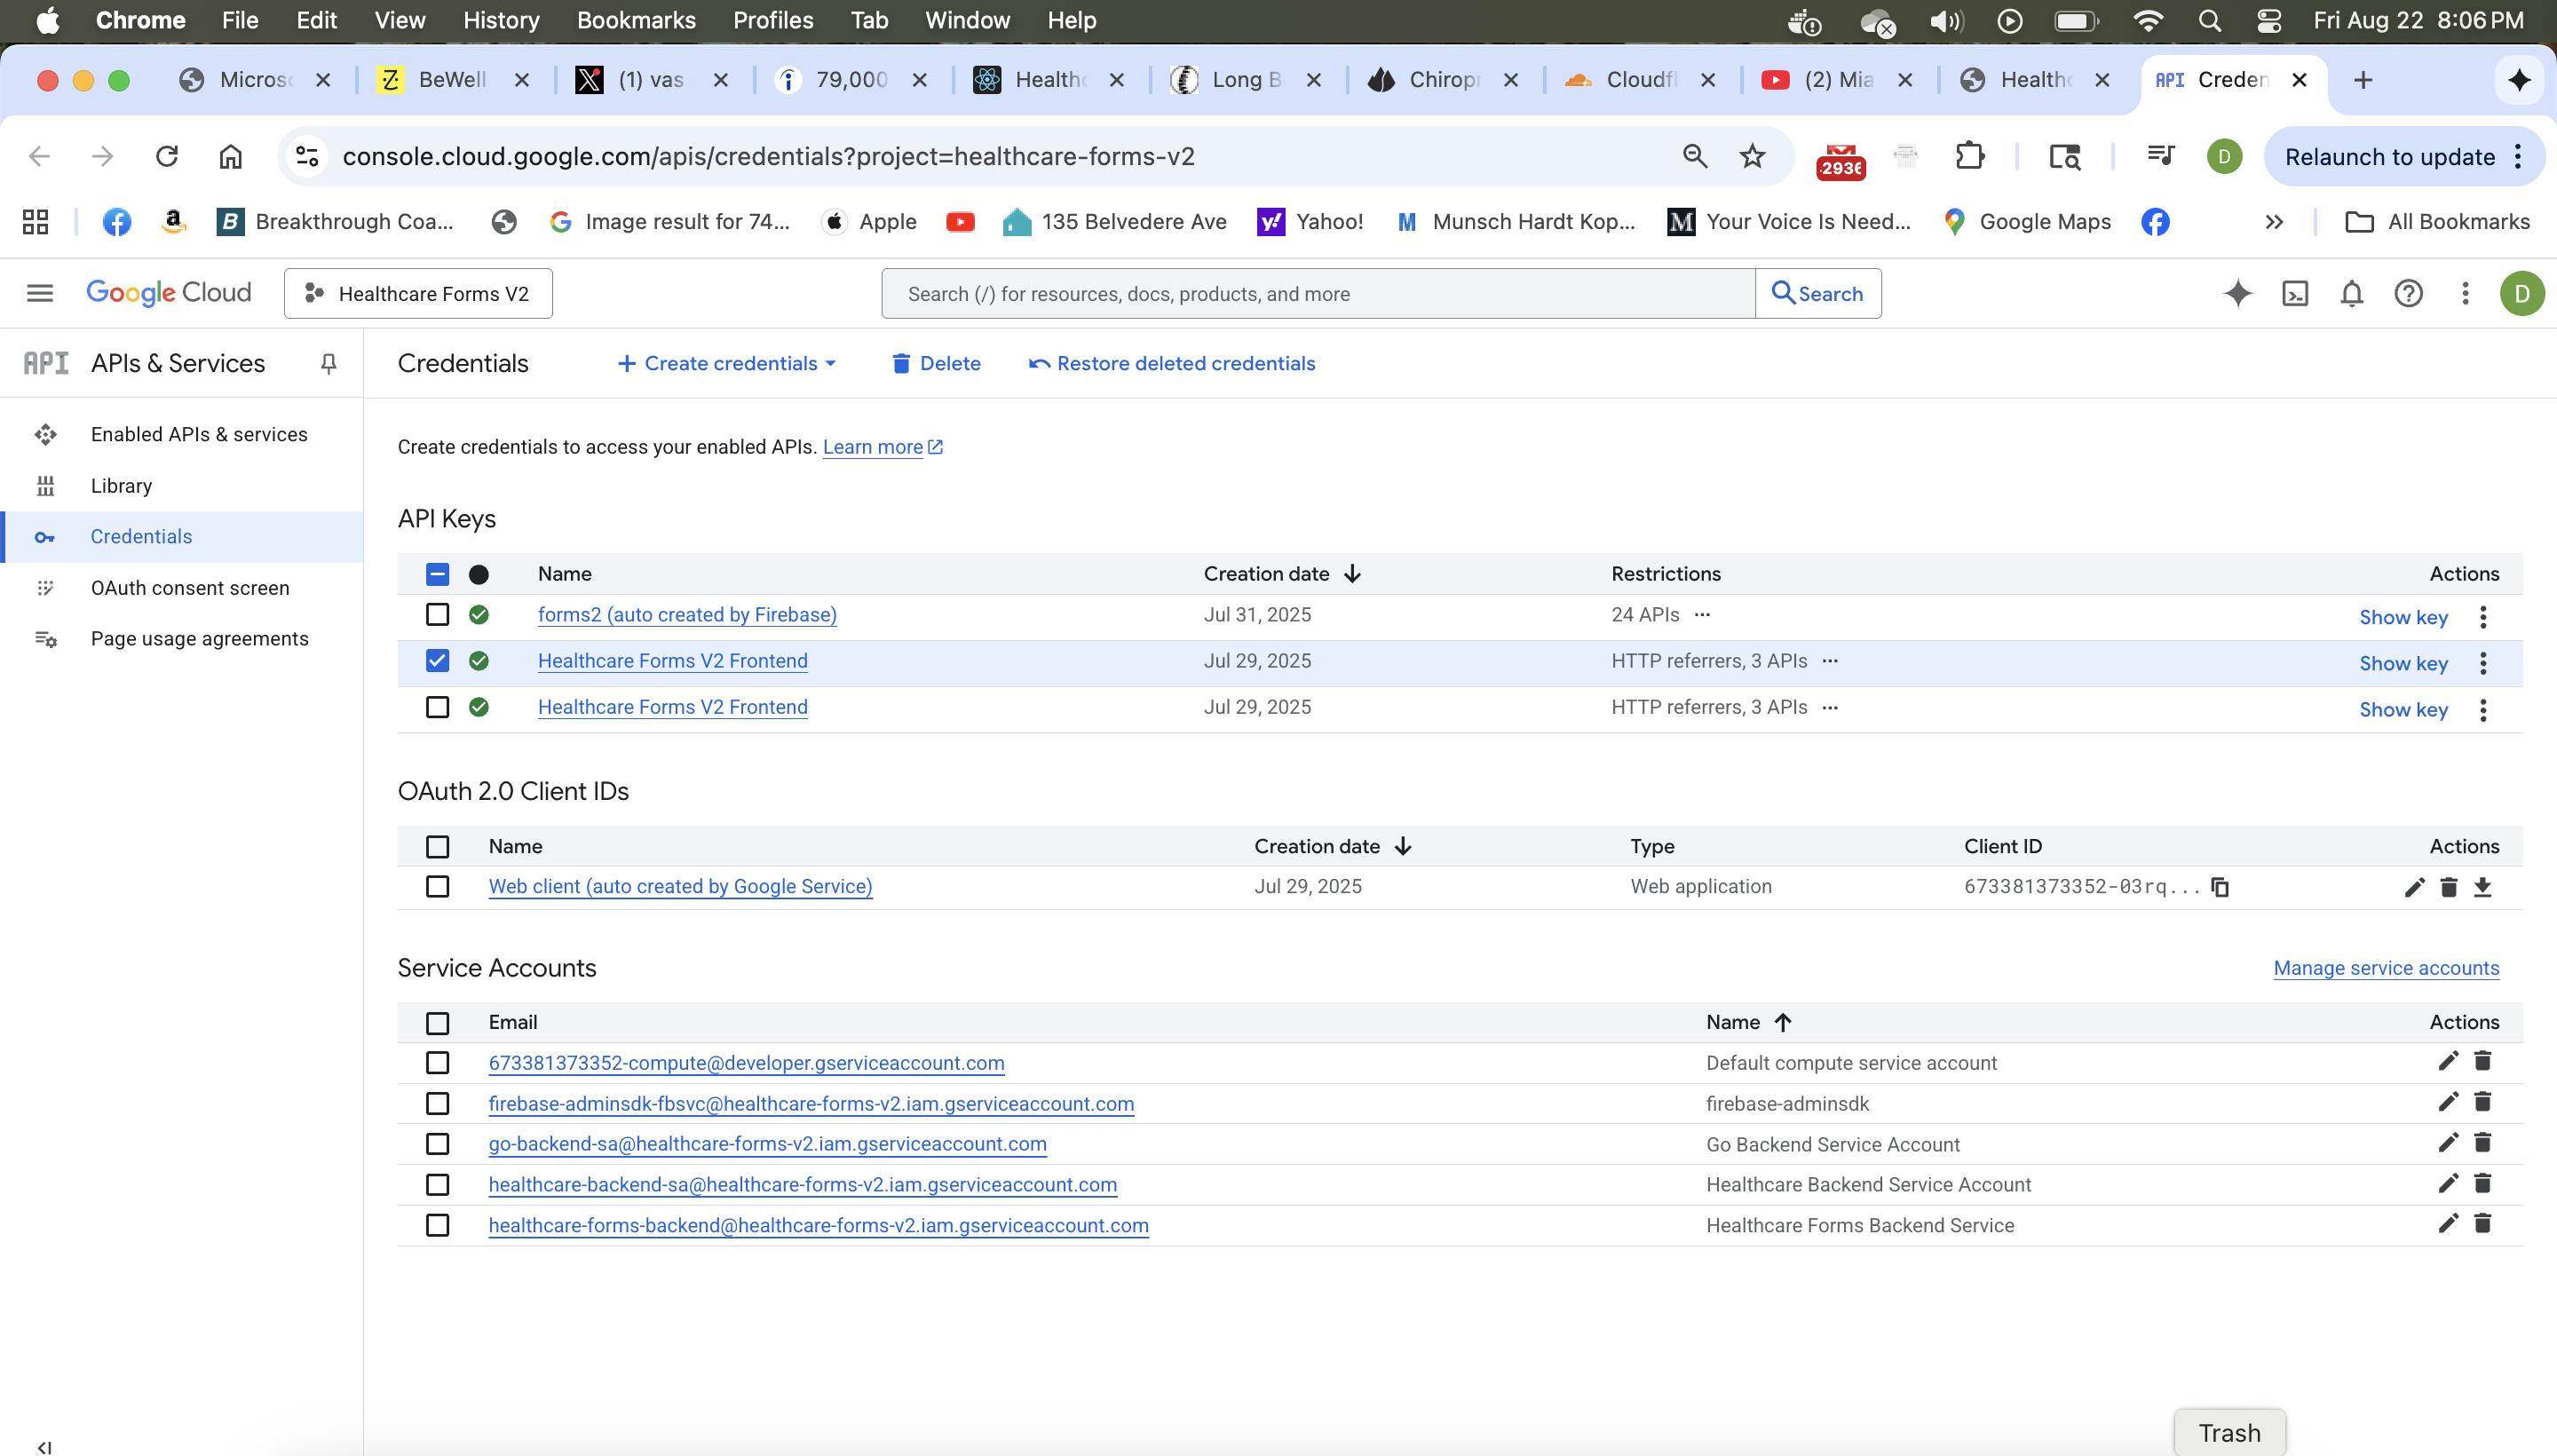 Chrome File Edit View History Bookmarks Profiles Tab Window Help Fri Aug 22 8:06 PM
Micros BeWell (1) vas 79,000 Healthc Long B Chiropr Cloudfl (2) Mia Healthc API Creden
console.cloud.google.com/apis/credentials?project=healthcare-forms-v2 2936 D Relaunch to update
Breakthrough Coa... Image result for 74... Apple 135 Belvedere Ave Yahoo! Munsch Hardt Kop... Your Voice Is Need... Google Maps All Bookmarks
Google Cloud Healthcare Forms V2 Search (/) for resources, docs, products, and more Search D
API APIs & Services
Enabled APIs & services
Library
Credentials
OAuth consent screen
Page usage agreements
Credentials Create credentials Delete Restore deleted credentials
Create credentials to access your enabled APIs. Learn more
API Keys
Name Creation date Restrictions Actions
forms2 (auto created by Firebase) Jul 31, 2025 24 APIs Show key
Healthcare Forms V2 Frontend Jul 29, 2025 HTTP referrers, 3 APIs Show key
Healthcare Forms V2 Frontend Jul 29, 2025 HTTP referrers, 3 APIs Show key
OAuth 2.0 Client IDs
Name Creation date Type Client ID Actions
Web client (auto created by Google Service) Jul 29, 2025 Web application 673381373352-03rq...
Service Accounts Manage service accounts
Email Name Actions
673381373352-compute@developer.gserviceaccount.com Default compute service account
firebase-adminsdk-fbsvc@healthcare-forms-v2.iam.gserviceaccount.com firebase-adminsdk
go-backend-sa@healthcare-forms-v2.iam.gserviceaccount.com Go Backend Service Account
healthcare-backend-sa@healthcare-forms-v2.iam.gserviceaccount.com Healthcare Backend Service Account
healthcare-forms-backend@healthcare-forms-v2.iam.gserviceaccount.com Healthcare Forms Backend Service
Trash